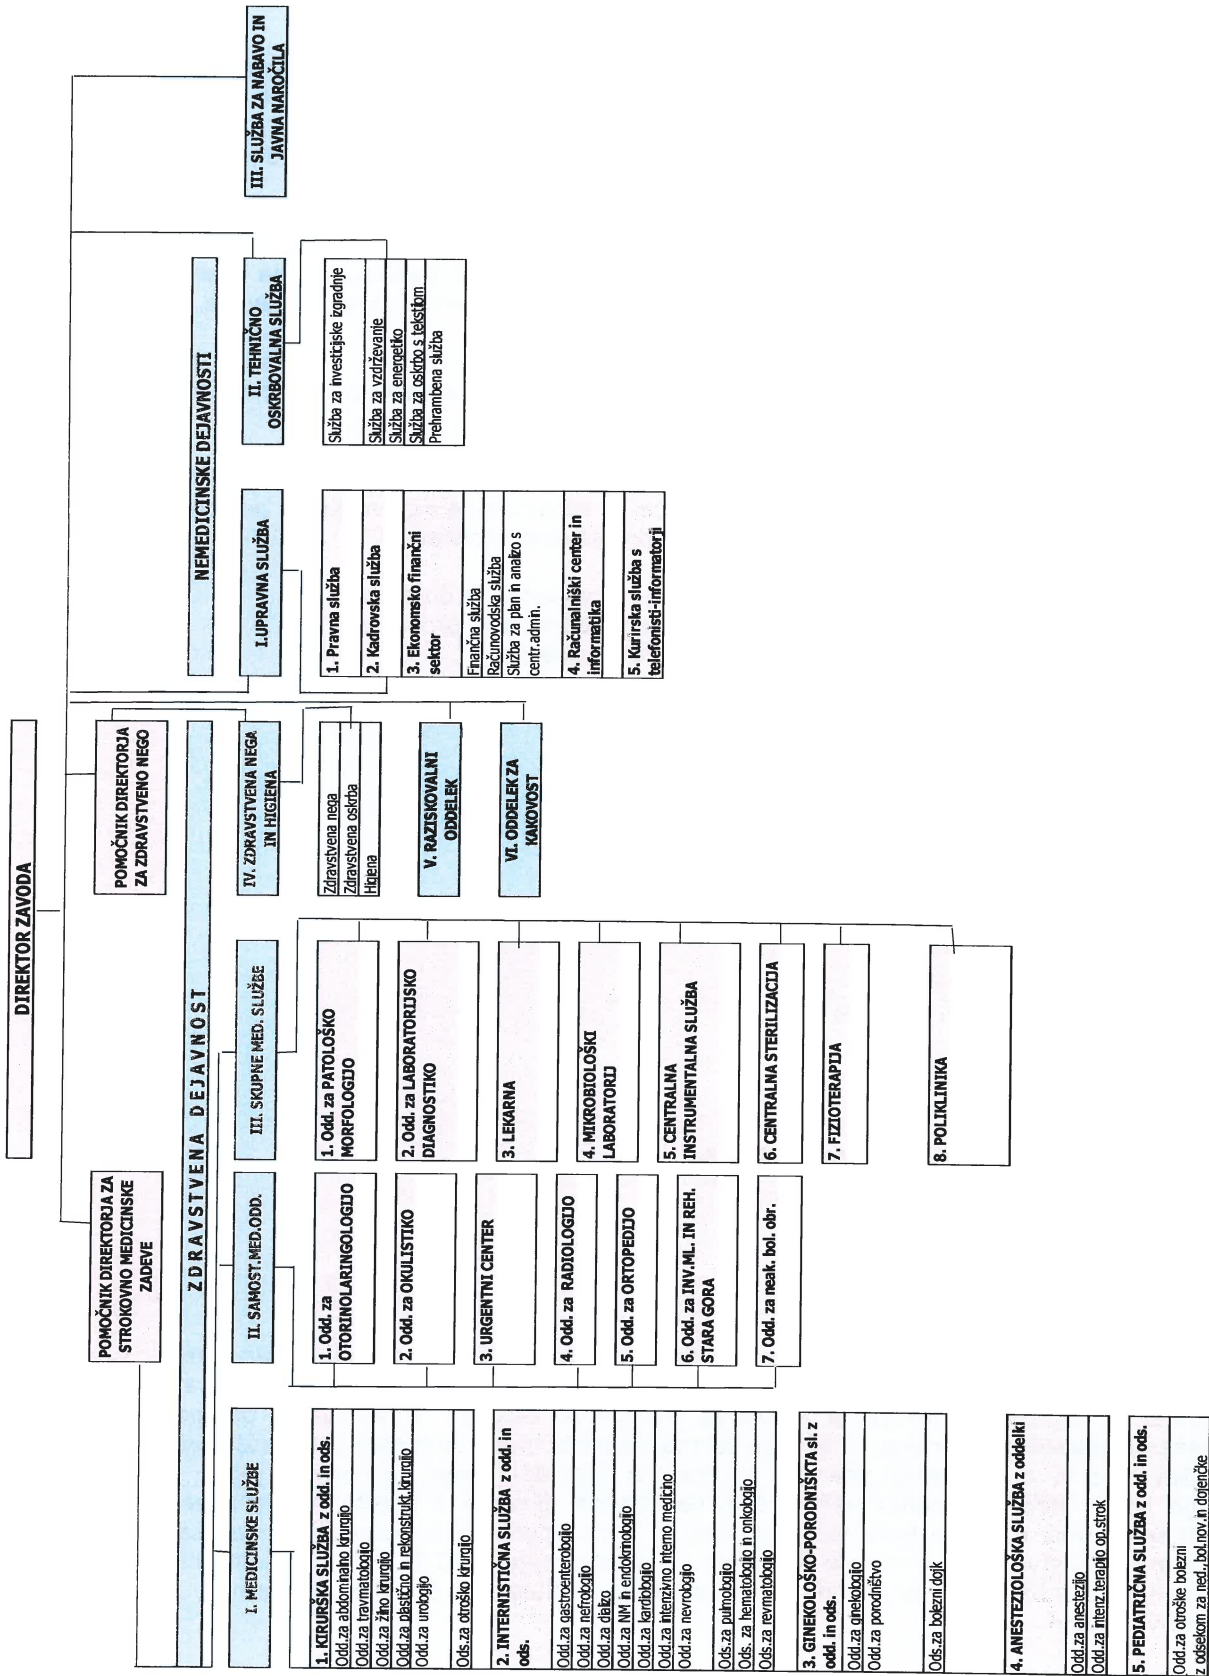 DIREKTOR ZAVODA
POMOČNIK DIREKTORJA ZA
STROKOVNO MEDICINSKE
ZADEVE
POMOČNIK DIREKTORJA
ZA ZDRAVSTVENO NEGO
ZDRAVSTVENA DEJAVNOST
NEMEDICINSKE DEJAVNOSTI
I. MEDICINSKE SLUŽBE
II. SAMOST.MED.ODD.
III. SKUPNE MED. SLUŽBE
IV. ZDRAVSTVENA NEGA
IN HIGIENA
I.UPRAVNA SLUŽBA
II. TEHNIČNO
OSKRBOVALNA SLUŽBA
III. SLUŽBA ZA NABAVO IN
JAVNA NAROČILA
1. KIRURŠKA SLUŽBA z odd. in ods.
Odd.za abdominalno kirurgijo
Odd.za travmatologijo
Odd.za žilno kirurgijo
Odd.za plastično in rekonstrukt.kirurgijo
Odd.za urologijo
Ods.za otroško kirurgijo
2. INTERNISTIČNA SLUŽBA z odd. in
ods.
Odd.za gastroenterologijo
Odd.za nefrologijo
Odd.za dializo
Odd.za NM in endokrinologijo
Odd.za kardiologijo
Odd.za intenzivno interno medicino
Odd.za nevrologijo
Ods.za pulmologijo
Ods. za hematologijo in onkologijo
Ods.za revmatologijo
3. GINEKOLOŠKO-PORODNIŠKTA sl. z
odd. in ods.
Odd.za ginekologijo
Odd.za porodništvo
Ods.za bolezni dojk
4. ANESTEZIOLOŠKA SLUŽBA z oddelki
Odd.za anestezijo
Odd.za intenz.terapijo op.strok
5. PEDIATRIČNA SLUŽBA z odd. in ods.
Odd.za otroške bolezni
z odsekom za ned., bol.nov.in dojenčke
1. Odd. za
OTORINOLARINGOLOGIJO
2. Odd. za OKULISTIKO
3. URGENTNI CENTER
4. Odd. za RADIOLOGIJO
5. Odd. za ORTOPEDIJO
6. Odd. za INV.ML. IN REH.
STARA GORA
7. Odd. za neak. bol. obr.
1. Odd. za PATOLOŠKO
MORFOLOGIJO
2. Odd. za LABORATORIJSKO
DIAGNOSTIKO
3. LEKARNA
4. MIKROBIOLOŠKI
LABORATORIJ
5. CENTRALNA
INSTRUMENTALNA SLUŽBA
6. CENTRALNA STERILIZACIJA
7. FIZIOTERAPIJA
8. POLIKLINIKA
Zdravstvena nega
Zdravstvena oskrba
Higiena
V. RAZISKOVALNI
ODDELEK
VI. ODDELEK ZA
KAKOVOST
1. Pravna služba
2. Kadrovska služba
3. Ekonomsko finančni
sektor
Finančna služba
Računovodska služba
Služba za plan in analizo s
centr.admin.
4. Računalniški center in
informatika
5. Kurirska služba s
telefonisti-informatorji
Služba za investicijske izgradnje
Služba za vzdrževanje
Služba za energetiko
Služba za oskrbo s tekstilom
Prehrambena služba